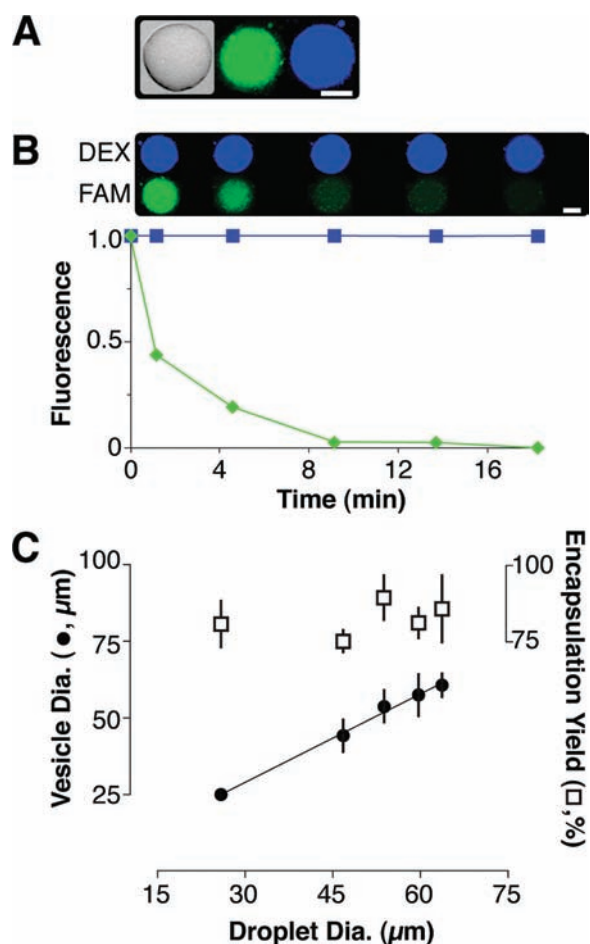 A
B
DEX
FAM
1.0
0.5
0
Fluorescence
0 4 8 12 16
Time (min)
C
100
75
50
25
Vesicle Dia. (●, µm)
100
75
Encapsulation Yield (□,%)
15 30 45 60 75
Droplet Dia. (µm)